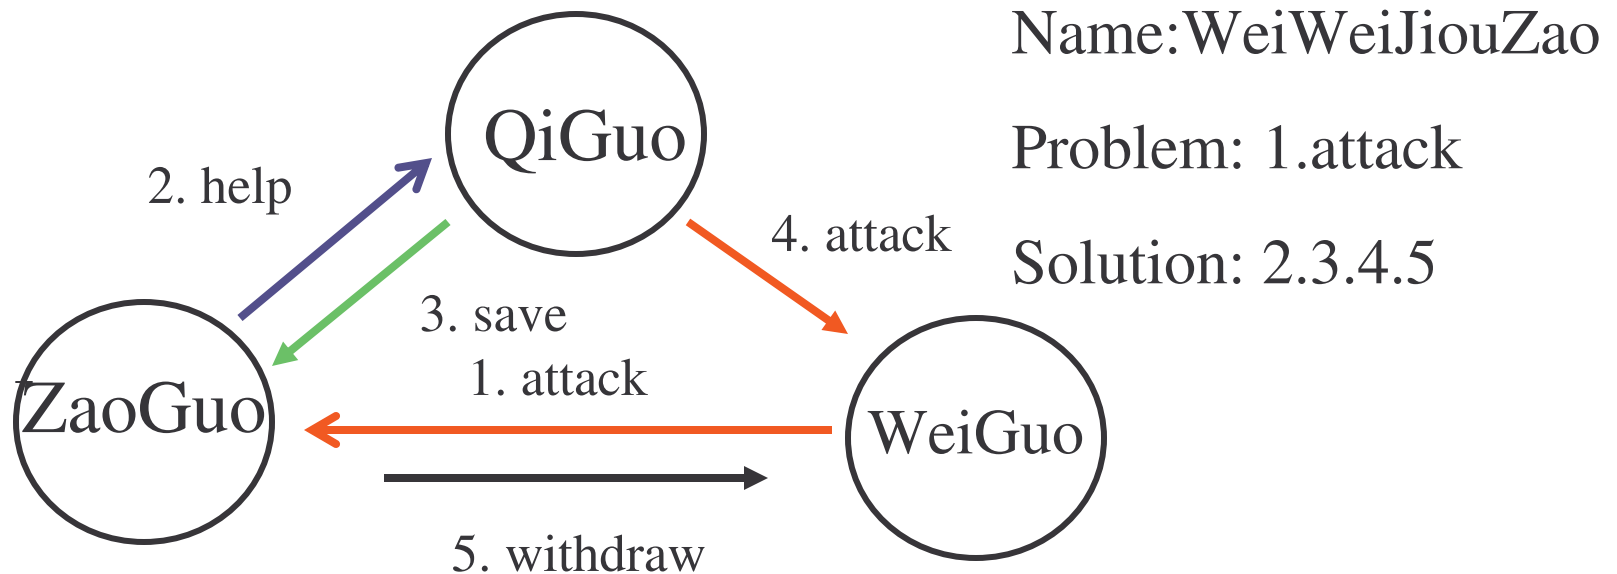 Name:WeiWeiJiouZao
QiGuo
Problem: 1.attack
2. help
4. attack
Solution: 2.3.4.5
3. save
1. attack
ZaoGuo
WeiGuo
5. withdraw